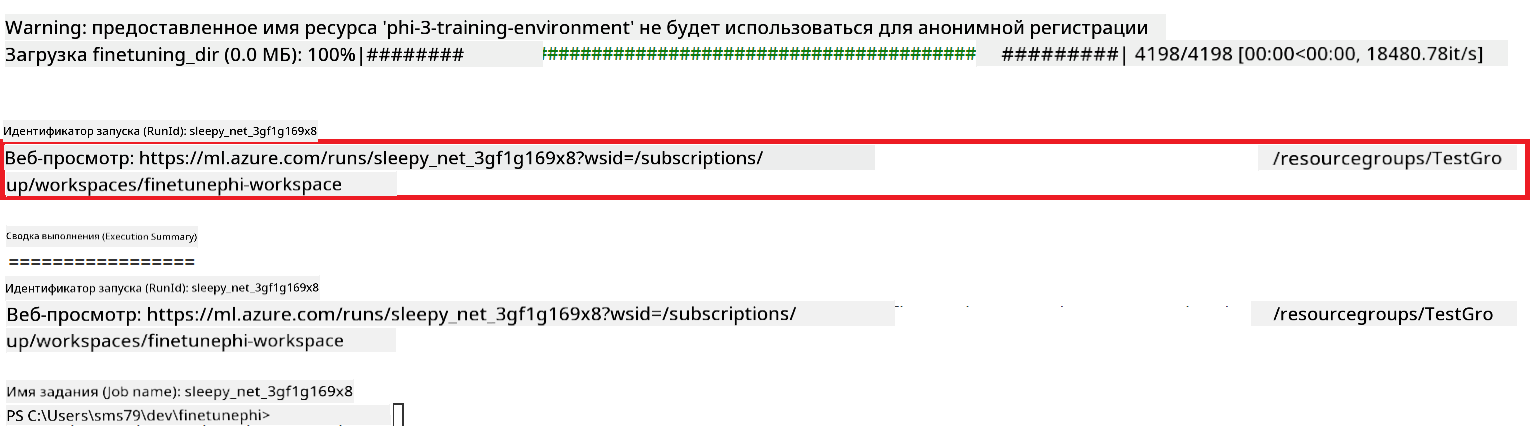 Warning: предоставленное имя ресурса 'phi-3-training-environment' не будет использоваться для анонимной регистрации
Загрузка finetuning_dir (0.0 МБ): 100%|######## #################################### #########| 4198/4198 [00:00<00:00, 18480.78it/s]
Идентификатор запуска (RunId): sleepy_net_3gf1g169x8
Веб-просмотр: https://ml.azure.com/runs/sleepy_net_3gf1g169x8?wsid=/subscriptions/ /resourcegroups/TestGro
up/workspaces/finetunephi-workspace
Сводка выполнения (Execution Summary)
=================
Идентификатор запуска (RunId): sleepy_net_3gf1g169x8
Веб-просмотр: https://ml.azure.com/runs/sleepy_net_3gf1g169x8?wsid=/subscriptions/ /resourcegroups/TestGro
up/workspaces/finetunephi-workspace
Имя задания (Job name): sleepy_net_3gf1g169x8
PS C:\Users\sms79\dev\finetunephi>